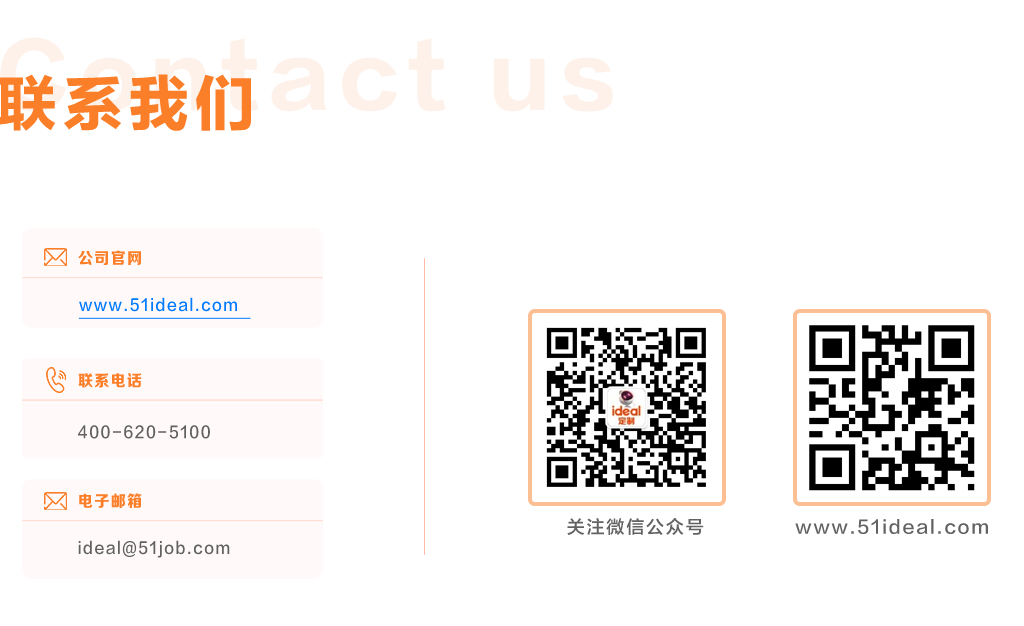 Contact us
联系我们
公司官网
www.51ideal.com
联系电话
400-620-5100
电子邮箱
ideal@51job.com
ideal
定制
关注微信公众号
www.51ideal.com